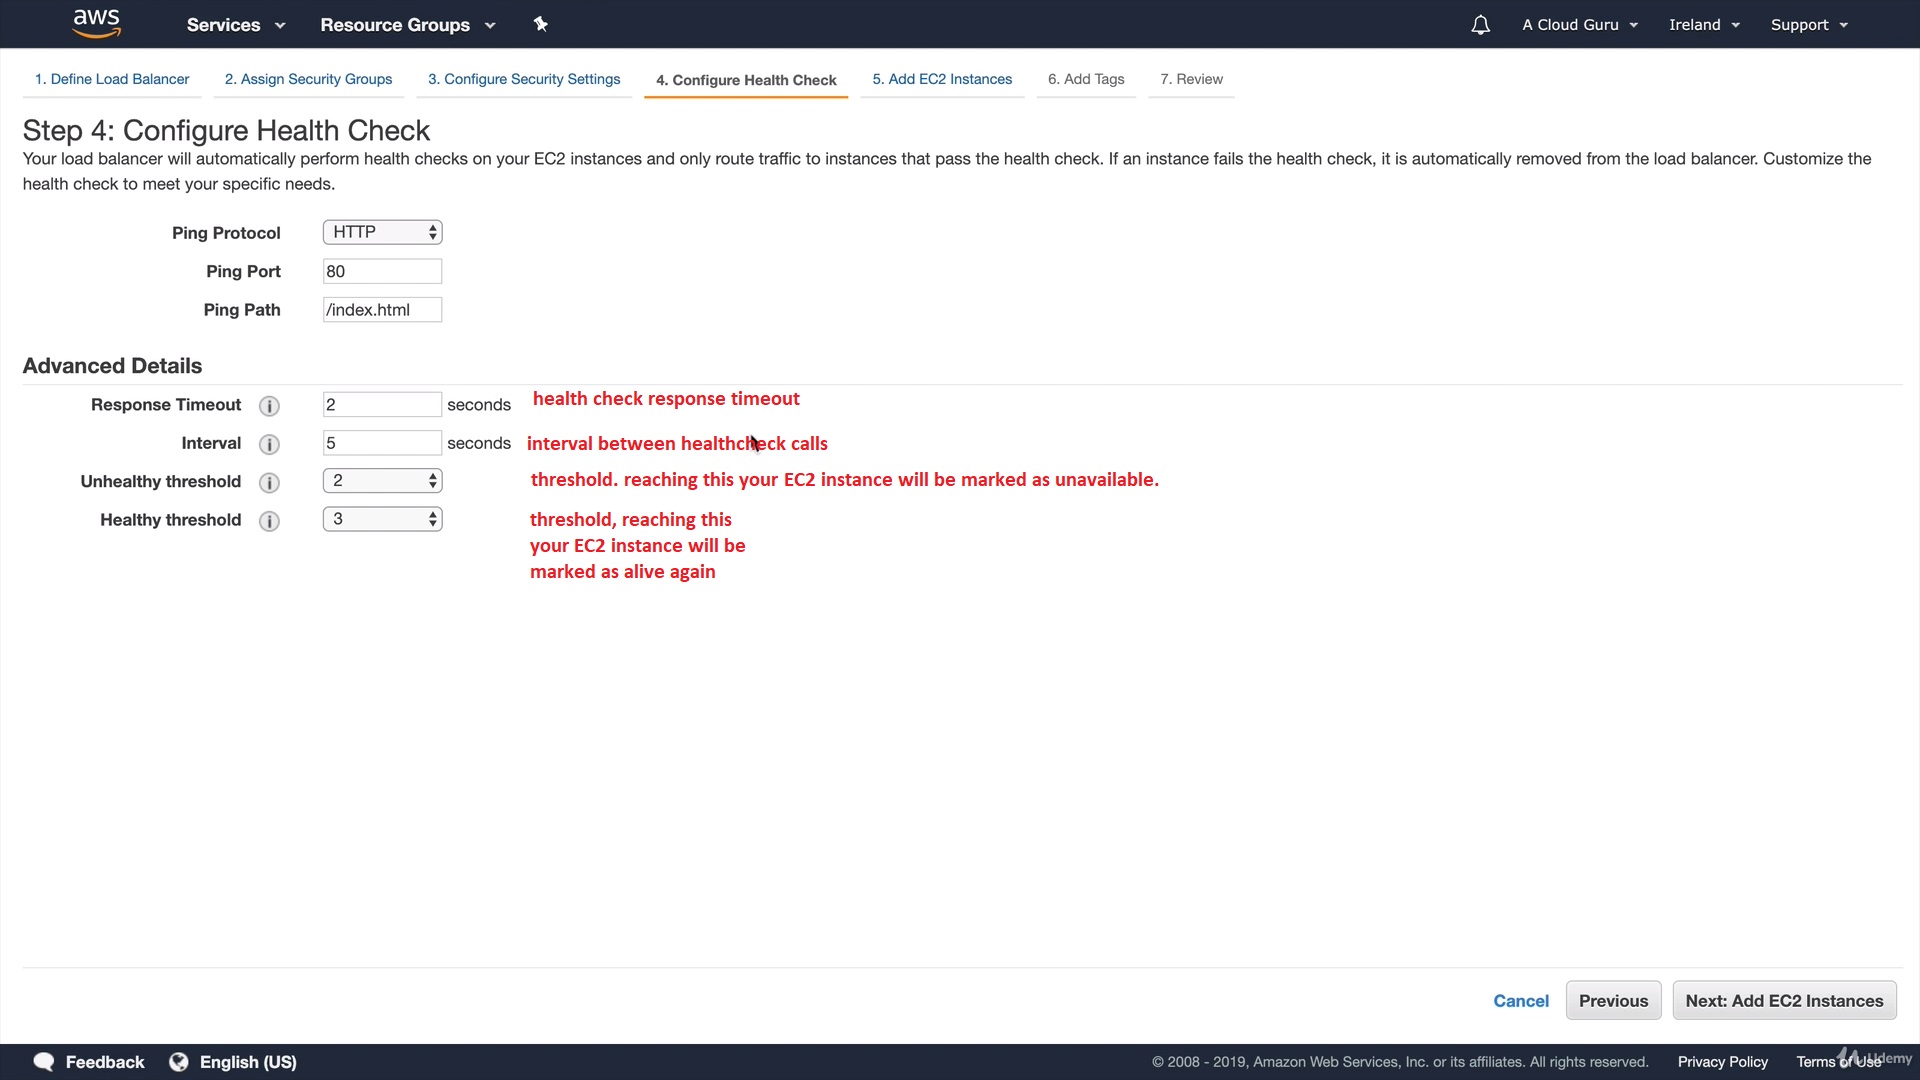 aws
Services
Resource Groups
A Cloud Guru
Ireland
Support
1. Define Load Balancer
2. Assign Security Groups
3. Configure Security Settings
4. Configure Health Check
5. Add EC2 Instances
6. Add Tags
7. Review
Step 4: Configure Health Check
Your load balancer will automatically perform health checks on your EC2 instances and only route traffic to instances that pass the health check. If an instance fails the health check, it is automatically removed from the load balancer. Customize the
health check to meet your specific needs.
Ping Protocol HTTP
Ping Port 80
Ping Path /index.html
Advanced Details
Response Timeout i 2 seconds health check response timeout
Interval i 5 seconds interval between healthcheck calls
Unhealthy threshold i 2 threshold. reaching this your EC2 instance will be marked as unavailable.
Healthy threshold i 3 threshold, reaching this
your EC2 instance will be
marked as alive again
Cancel
Previous
Next: Add EC2 Instances
Feedback
English (US)
© 2008 - 2019, Amazon Web Services, Inc. or its affiliates. All rights reserved.
Privacy Policy
Terms of Use
Udemy